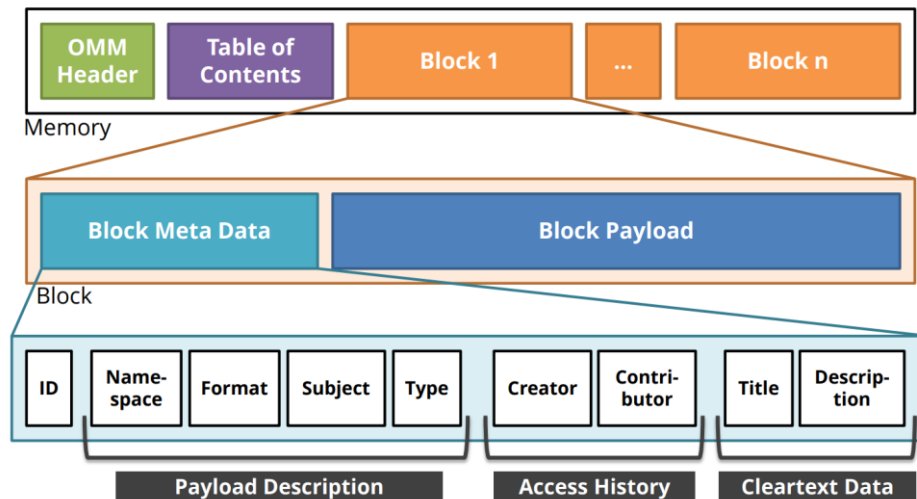 OMM
Header
Table of
Contents
Block 1
...
Block n
Memory
Block Meta Data
Block Payload
Block
ID
Name-
space
Format
Subject
Type
Creator
Contri-
butor
Title
Descrip-
tion
Payload Description
Access History
Cleartext Data